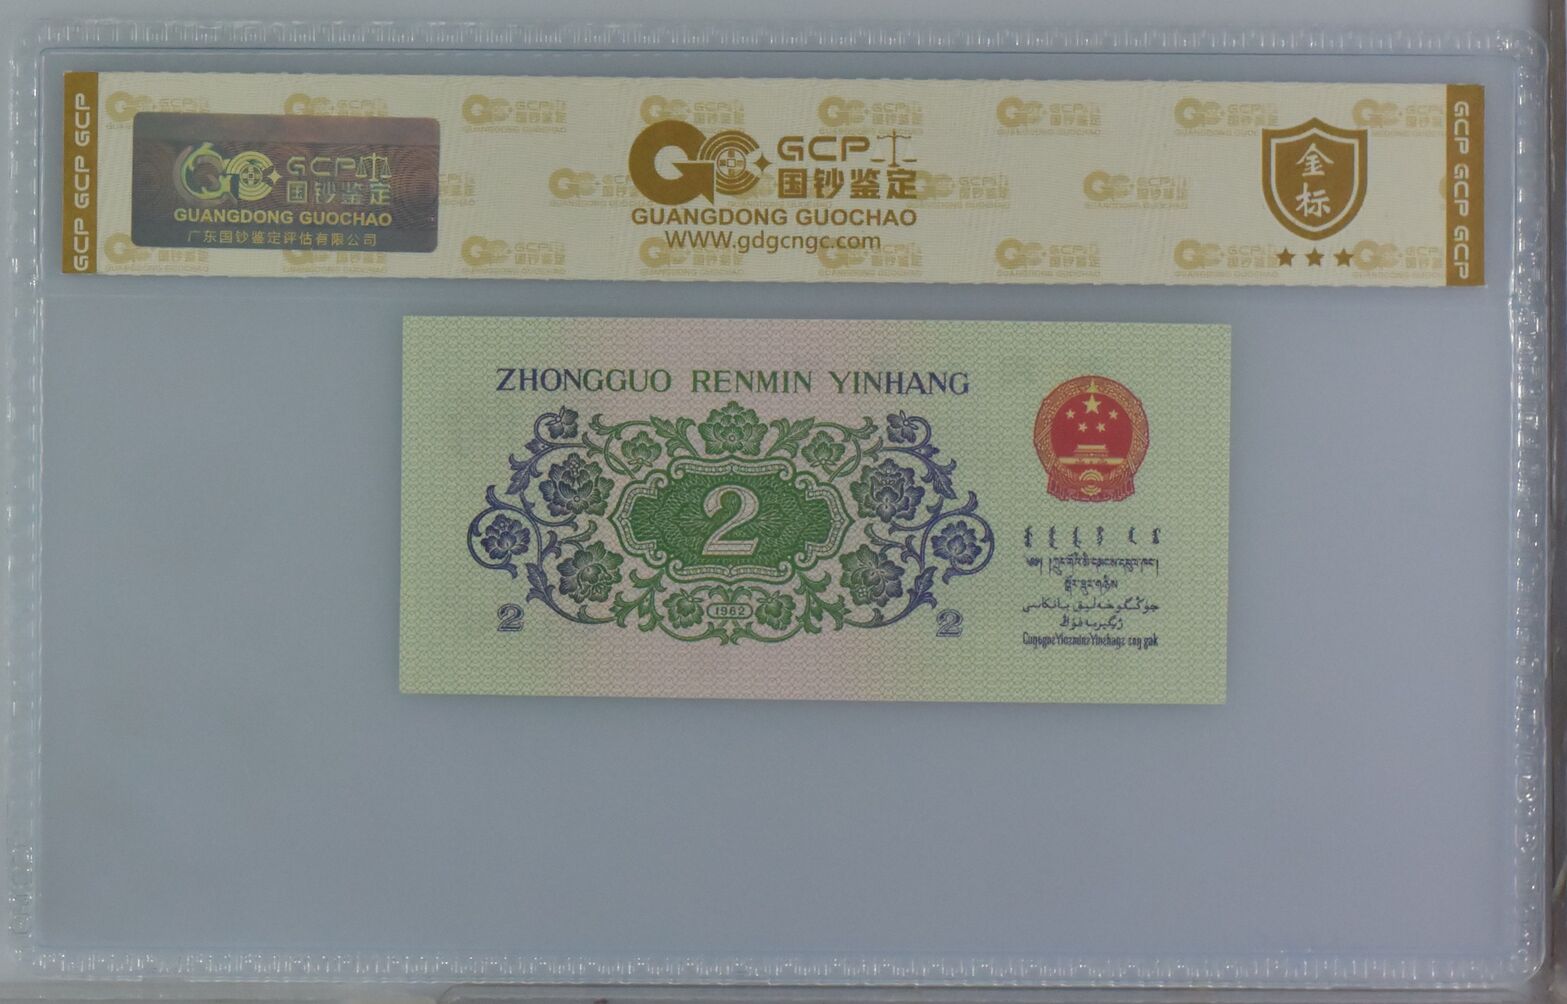 GCP GCP GCP
GCP
国钞鉴定
GUANGDONG GUOCHAO
广东国钞鉴定评估有限公司
GCP
国钞鉴定
GUANGDONG GUOCHAO
WWW.gdgcngc.com
金
标
GCP GCP GCP
ZHONGGUO RENMIN YINHANG
2
1962
2
2